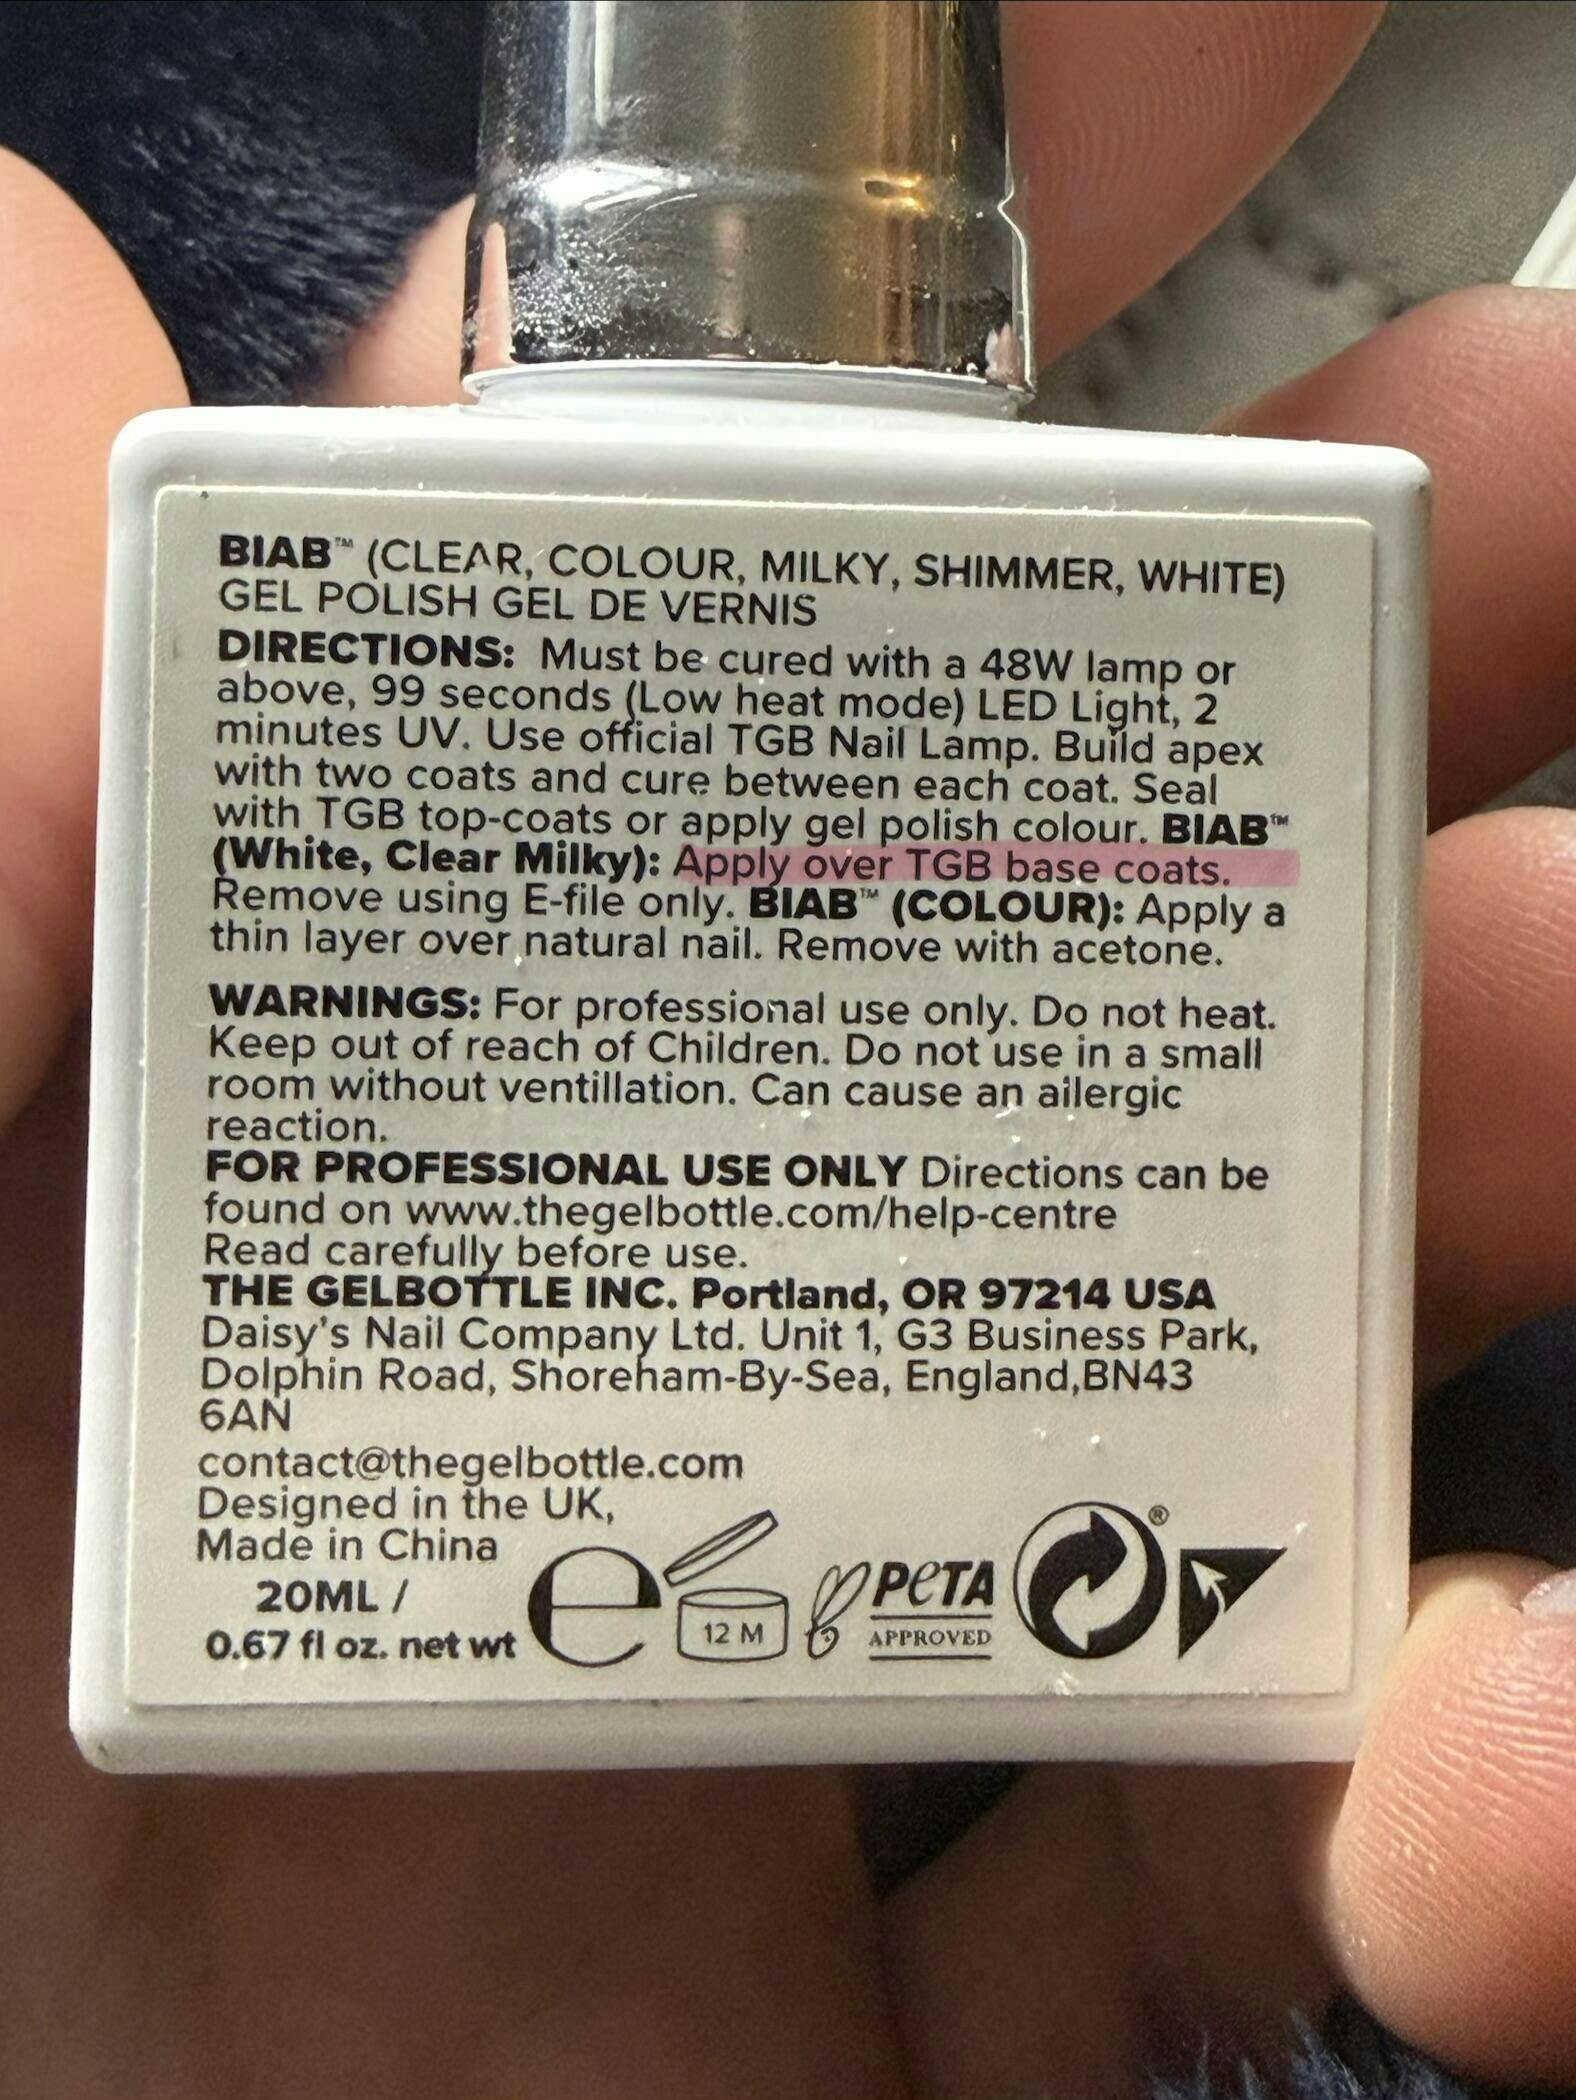 BIAB™ (CLEAR, COLOUR, MILKY, SHIMMER, WHITE)
GEL POLISH GEL DE VERNIS
DIRECTIONS: Must be cured with a 48W lamp or
above, 99 seconds (Low heat mode) LED Light, 2
minutes UV. Use official TGB Nail Lamp. Build apex
with two coats and cure between each coat. Seal
with TGB top-coats or apply gel polish colour. BIAB™
(White, Clear Milky): Apply over TGB base coats.
Remove using E-file only. BIAB™ (COLOUR): Apply a
thin layer over natural nail. Remove with acetone.
WARNINGS: For professional use only. Do not heat.
Keep out of reach of Children. Do not use in a small
room without ventillation. Can cause an ailergic
reaction.
FOR PROFESSIONAL USE ONLY Directions can be
found on www.thegelbottle.com/help-centre
Read carefully before use.
THE GELBOTTLE INC. Portland, OR 97214 USA
Daisy's Nail Company Ltd. Unit 1, G3 Business Park,
Dolphin Road, Shoreham-By-Sea, England,BN43
6AN
contact@thegelbottle.com
Designed in the UK,
Made in China
20ML /
0.67 fl oz. net wt
e
12 M
PETA
APPROVED
®